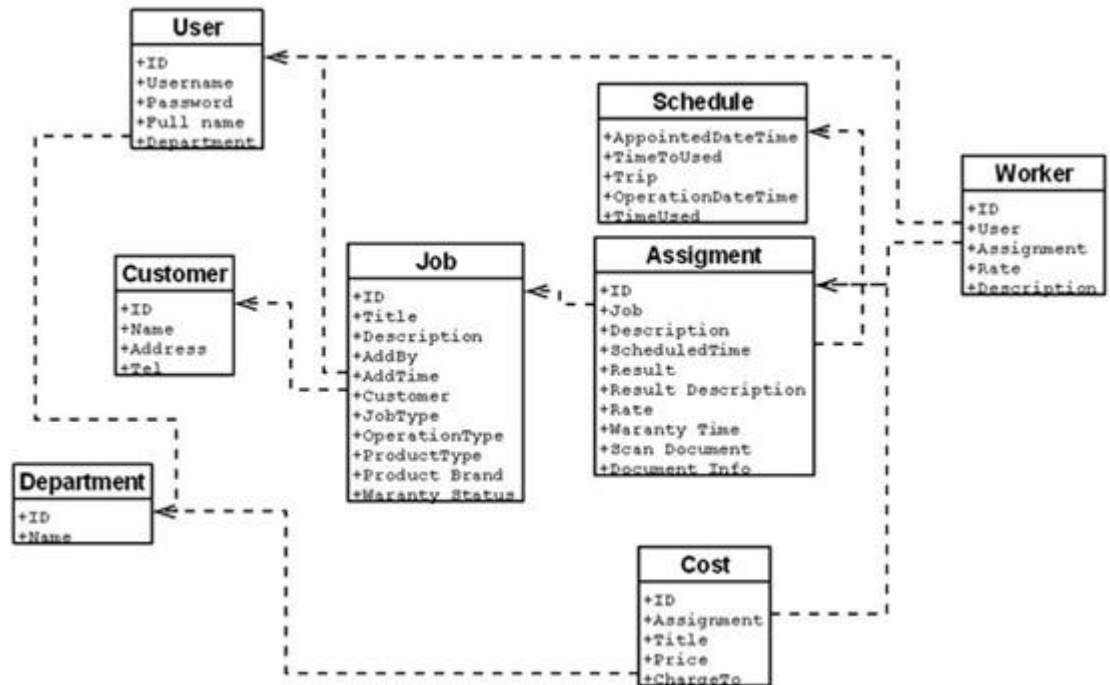 User
+ID
+Username
+Password
+Full name
+Department
Schedule
+AppointedDateTime
+TimeToUsed
+Trip
+OperationDateTime
+TimeUsed
Worker
+ID
+User
+Assignment
+Rate
+Description
Customer
+ID
+Name
+Address
+Tel
Job
+ID
+Title
+Description
+AddBy
+AddTime
+Customer
+JobType
+OperationType
+ProductType
+Product Brand
+Waranty Status
Assigment
+ID
+Job
+Description
+ScheduledTime
+Result
+Result Description
+Rate
+Waranty Time
+Scan Document
+Document Info
Department
+ID
+Name
Cost
+ID
+Assignment
+Title
+Price
+ChargeTo